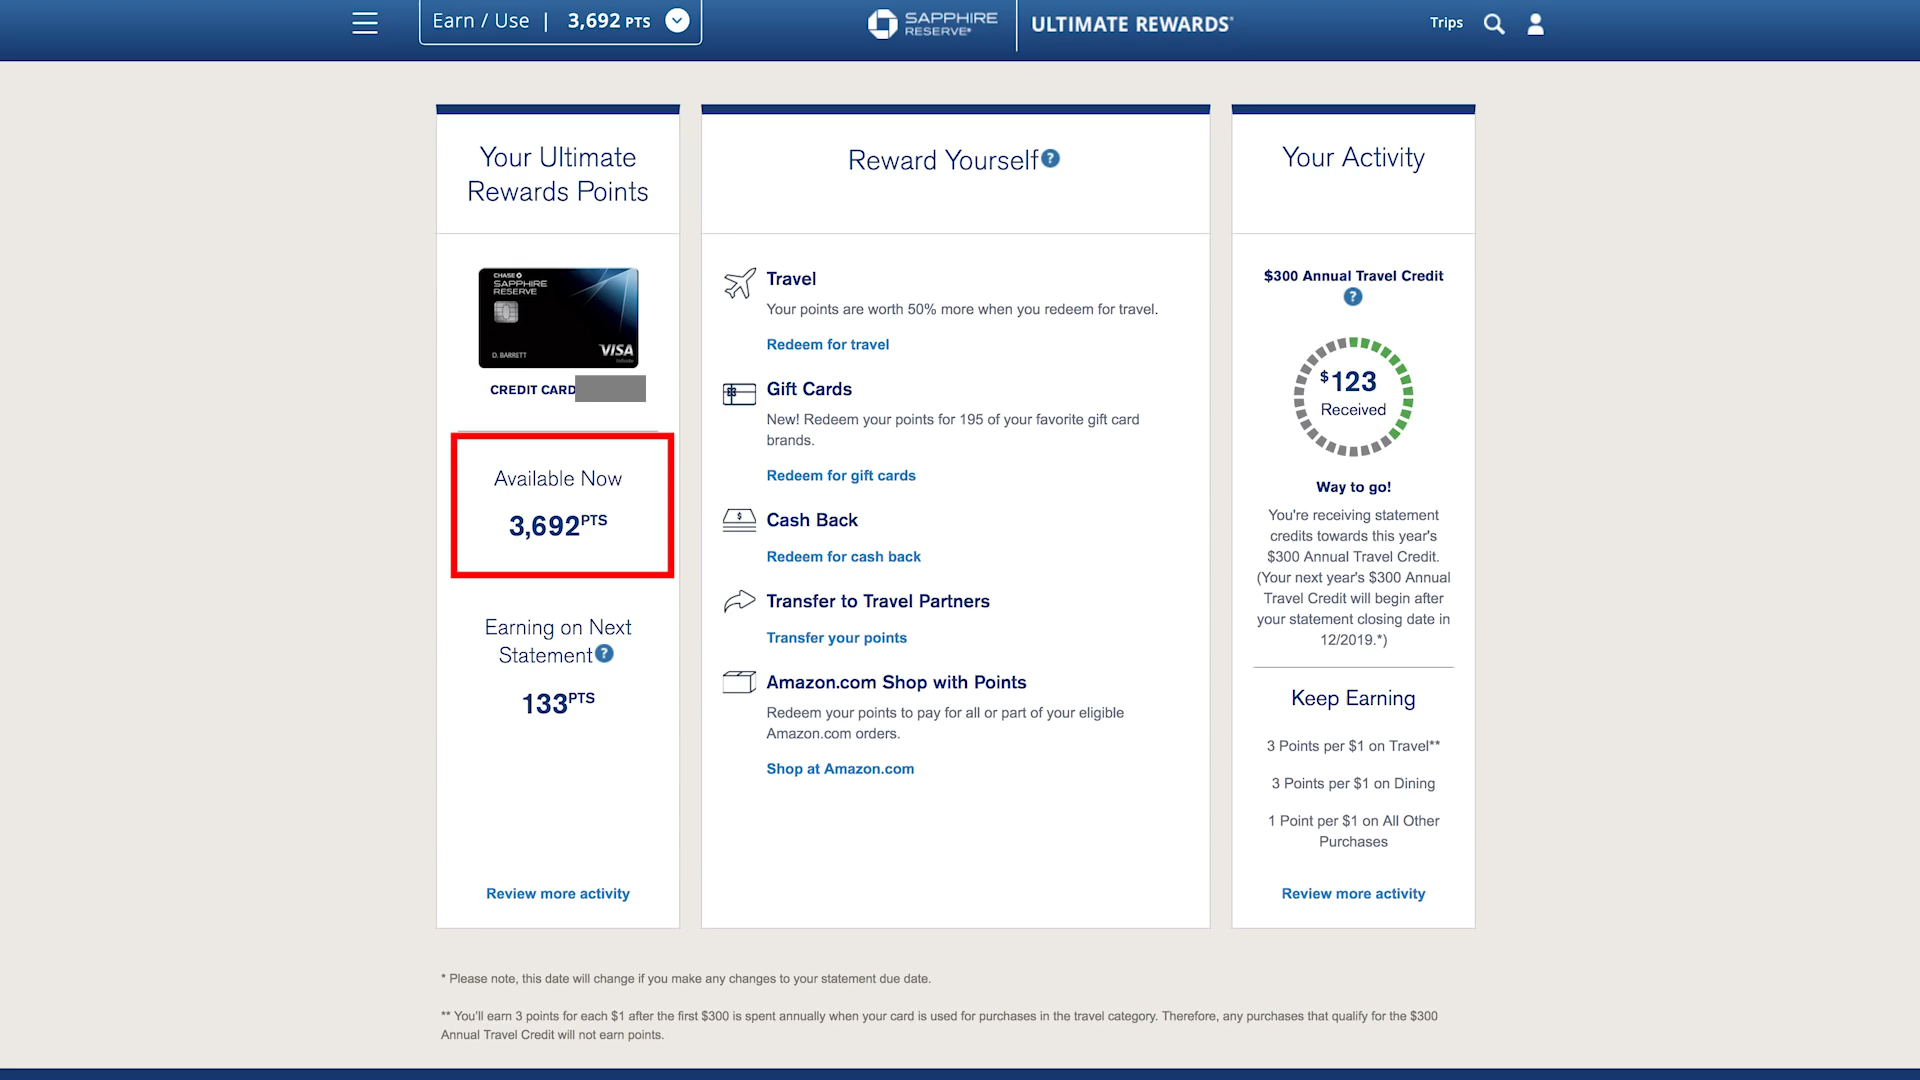 Earn / Use | 3,692 PTS
SAPPHIRE
RESERVE®
ULTIMATE REWARDS®
Trips
Your Ultimate
Rewards Points
CHASE
SAPPHIRE
RESERVE
D. BARRETT
VISA
Infinite
CREDIT CARD
Available Now
3,692PTS
Earning on Next
Statement?
133PTS
Review more activity
Reward Yourself?
Travel
Your points are worth 50% more when you redeem for travel.
Redeem for travel
Gift Cards
New! Redeem your points for 195 of your favorite gift card
brands.
Redeem for gift cards
$
Cash Back
Redeem for cash back
Transfer to Travel Partners
Transfer your points
Amazon.com Shop with Points
Redeem your points to pay for all or part of your eligible
Amazon.com orders.
Shop at Amazon.com
Your Activity
$300 Annual Travel Credit
?
$123
Received
Way to go!
You're receiving statement
credits towards this year's
$300 Annual Travel Credit.
(Your next year's $300 Annual
Travel Credit will begin after
your statement closing date in
12/2019.*)
Keep Earning
3 Points per $1 on Travel**
3 Points per $1 on Dining
1 Point per $1 on All Other
Purchases
Review more activity
* Please note, this date will change if you make any changes to your statement due date.
** You'll earn 3 points for each $1 after the first $300 is spent annually when your card is used for purchases in the travel category. Therefore, any purchases that qualify for the $300
Annual Travel Credit will not earn points.